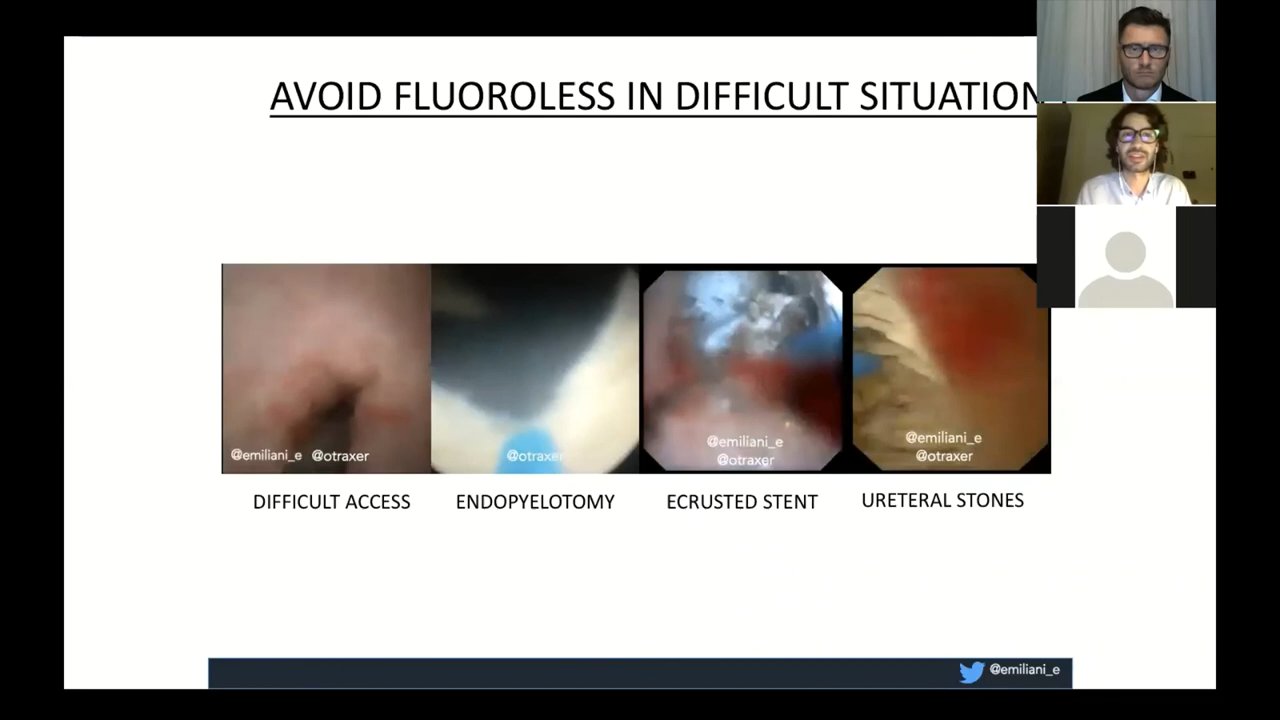 AVOID FLUOROLESS IN DIFFICULT SITUATION
@emiliani_e @otraxer
@otraxer
@emiliani_e
@otraxer
@emiliani_e
@otraxer
DIFFICULT ACCESS
ENDOPYELOTOMY
ECRUSTED STENT
URETERAL STONES
@emiliani_e